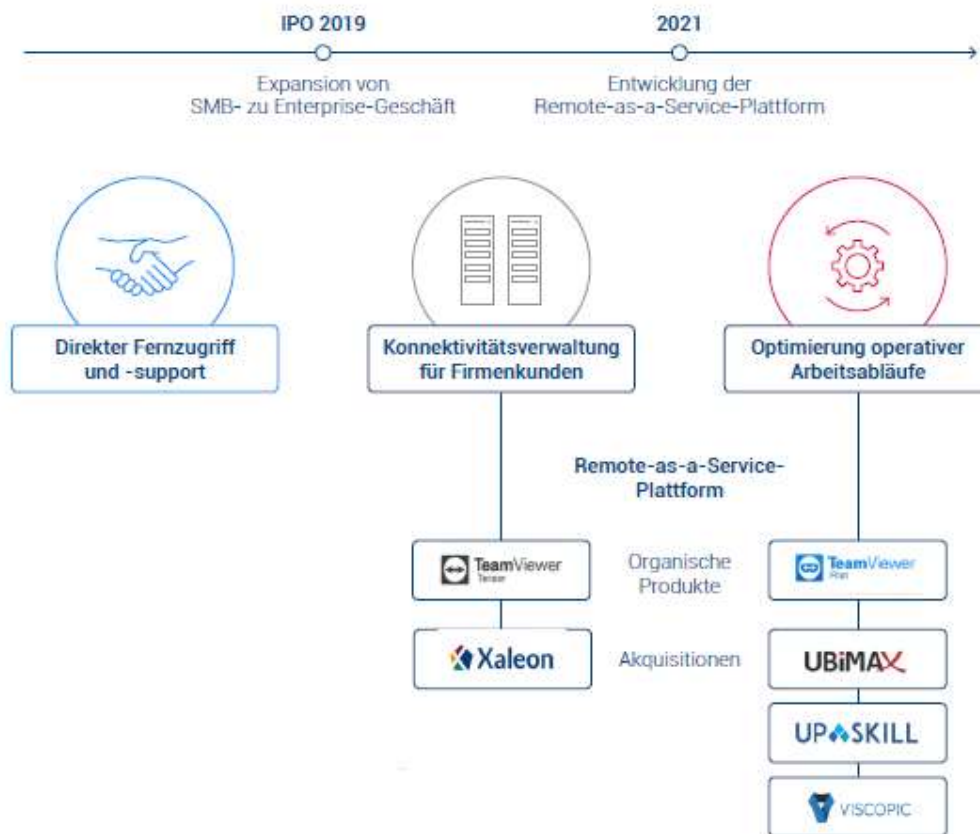 IPO 2019
2021
Expansion von
SMB- zu Enterprise-Geschäft
Entwicklung der
Remote-as-a-Service-Plattform
Direkter Fernzugriff
und -support
Konnektivitätsverwaltung
für Firmenkunden
Optimierung operativer
Arbeitsabläufe
Remote-as-a-Service-
Plattform
TeamViewer
Tensor
Organische
Produkte
TeamViewer
Xaleon
Akquisitionen
UBiMAX
UPSKILL
VISCOPIC